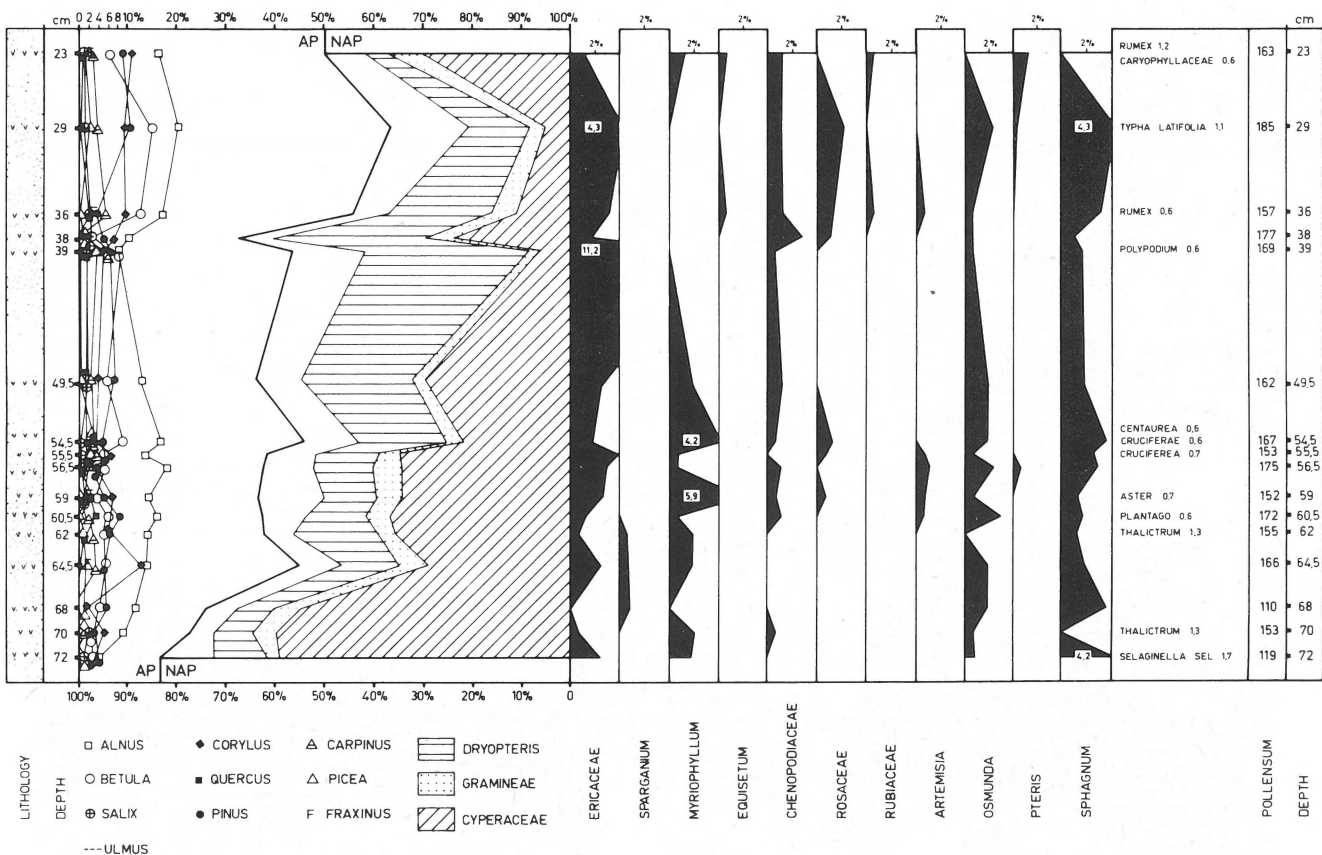 cm 0 2 4 6 8 10% 20% 30% 40% 50% 60% 70% 80% 90% 100% 2% 2% 2% 2% 2% cm
AP NAP
2% 2% 2% 2% 2% 2%
23 RUMEX 1,2 163 23
CARYOPHYLLACEAE 0,6
29 4,3 4,3 TYPHA LATIFOLIA 1,1 185 29
36 RUMEX 0,6 157 36
38 177 38
39 11,2 POLYPODIUM 0.6 169 39
49,5 162 49,5
CENTAUREA 0,6
54,5 4,2 CRUCIFERAE 0.6 167 54,5
55,5 CRUCIFEREA 0.7 153 55,5
56,5 175 56,5
59 5,9 ASTER 0.7 152 59
60,5 PLANTAGO 0.6 172 60,5
62 THALICTRUM 1,3 155 62
64,5 166 64,5
68 110 68
70 THALICTRUM 1,3 153 70
72 4,2 SELAGINELLA SEL 1,7 119 72
AP NAP
100% 90% 80% 70% 60% 50% 40% 30% 20% 10% 0
LITHOLOGY
DEPTH
ALNUS CORYLUS CARPINUS DRYOPTERIS
BETULA QUERCUS PICEA GRAMINEAE
SALIX PINUS F FRAXINUS CYPERACEAE
--- ULMUS
ERICACEAE
SPARGANIUM
MYRIOPHYLLUM
EQUISETUM
CHENOPODIACEAE
ROSACEAE
RUBIACEAE
ARTEMISIA
OSMUNDA
PTERIS
SPHAGNUM
POLLENSUM
DEPTH